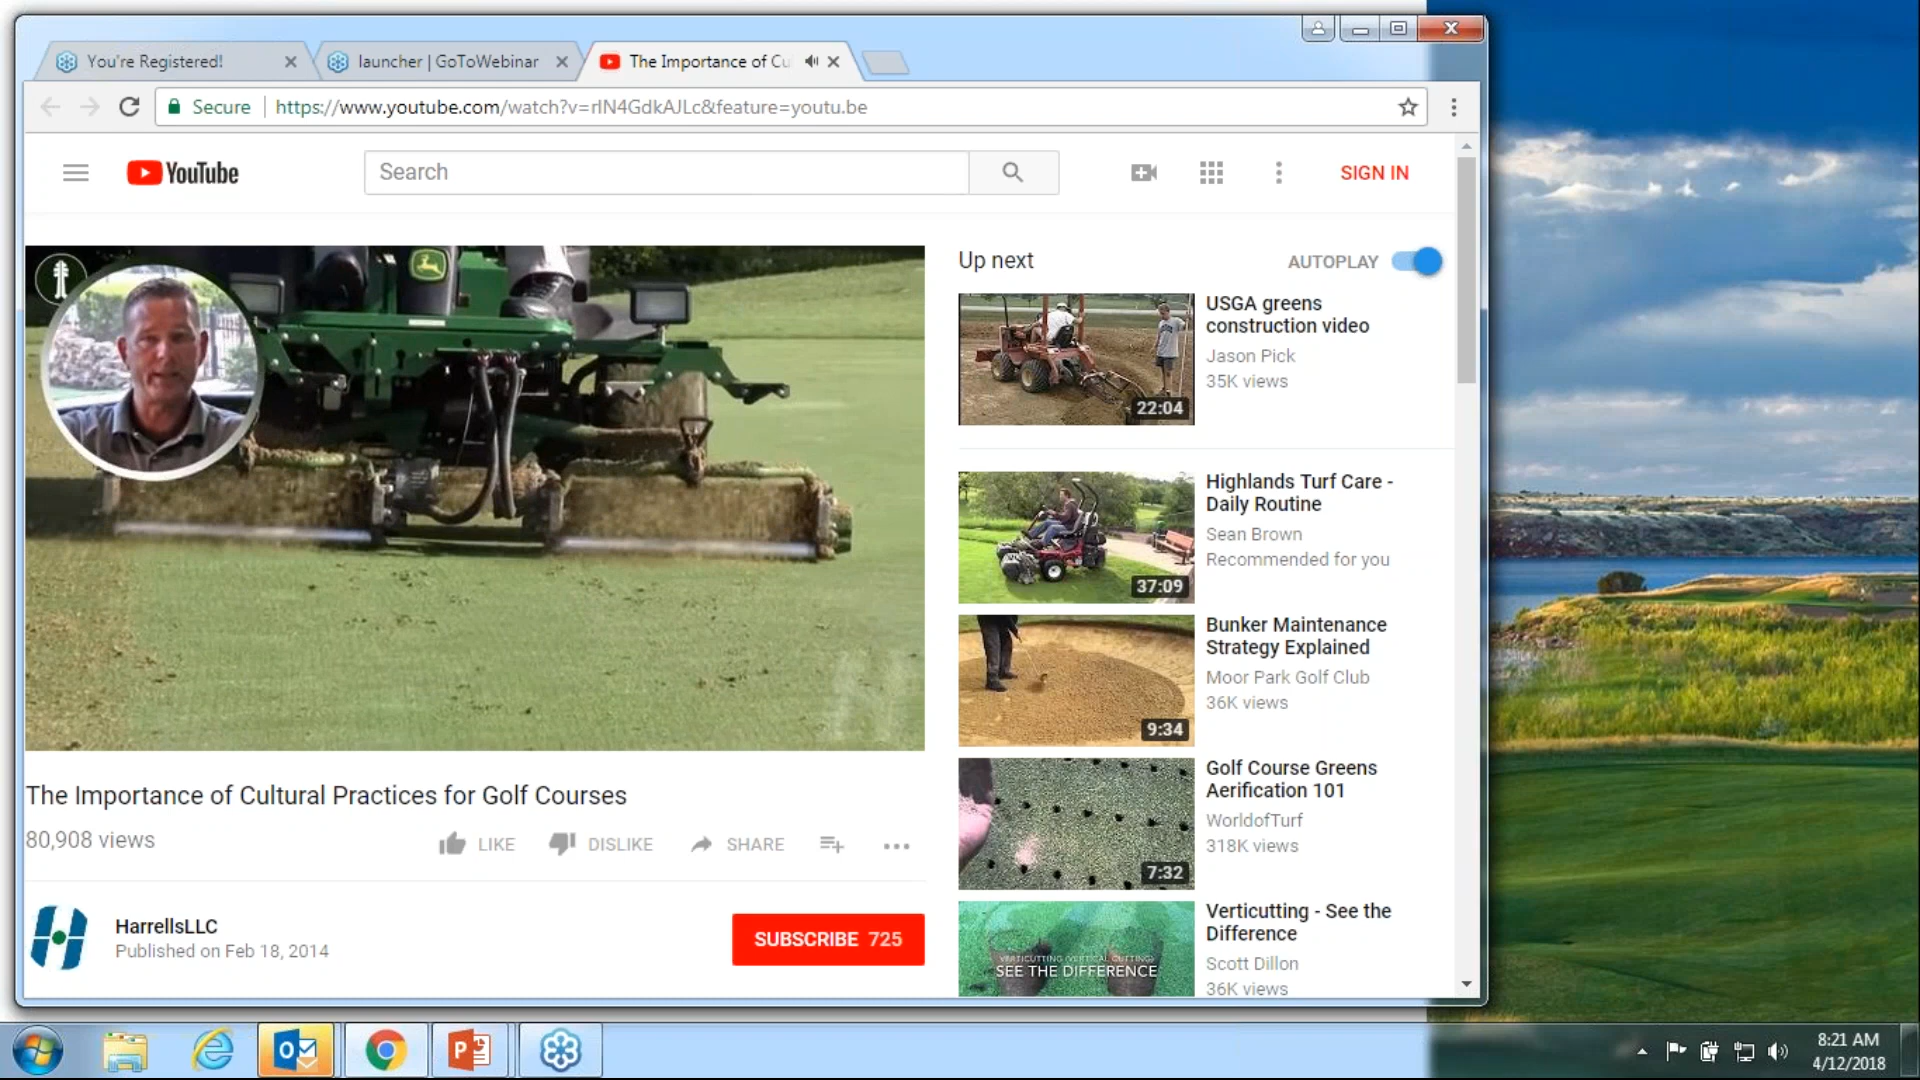 You're Registered!
launcher | GoToWebinar
The Importance of Cu
Secure
https://www.youtube.com/watch?v=rIN4GdkAJLc&feature=youtu.be
YouTube
Search
SIGN IN
Up next
AUTOPLAY
USGA greens
construction video
Jason Pick
35K views
22:04
Highlands Turf Care -
Daily Routine
Sean Brown
Recommended for you
37:09
Bunker Maintenance
Strategy Explained
Moor Park Golf Club
36K views
9:34
Golf Course Greens
Aerification 101
WorldofTurf
318K views
7:32
Verticutting - See the
Difference
Scott Dillon
36K views
VERTICUTTING (VERTICAL CUTTING)
SEE THE DIFFERENCE
The Importance of Cultural Practices for Golf Courses
80,908 views
LIKE
DISLIKE
SHARE
HarrellsLLC
Published on Feb 18, 2014
SUBSCRIBE 725
8:21 AM
4/12/2018